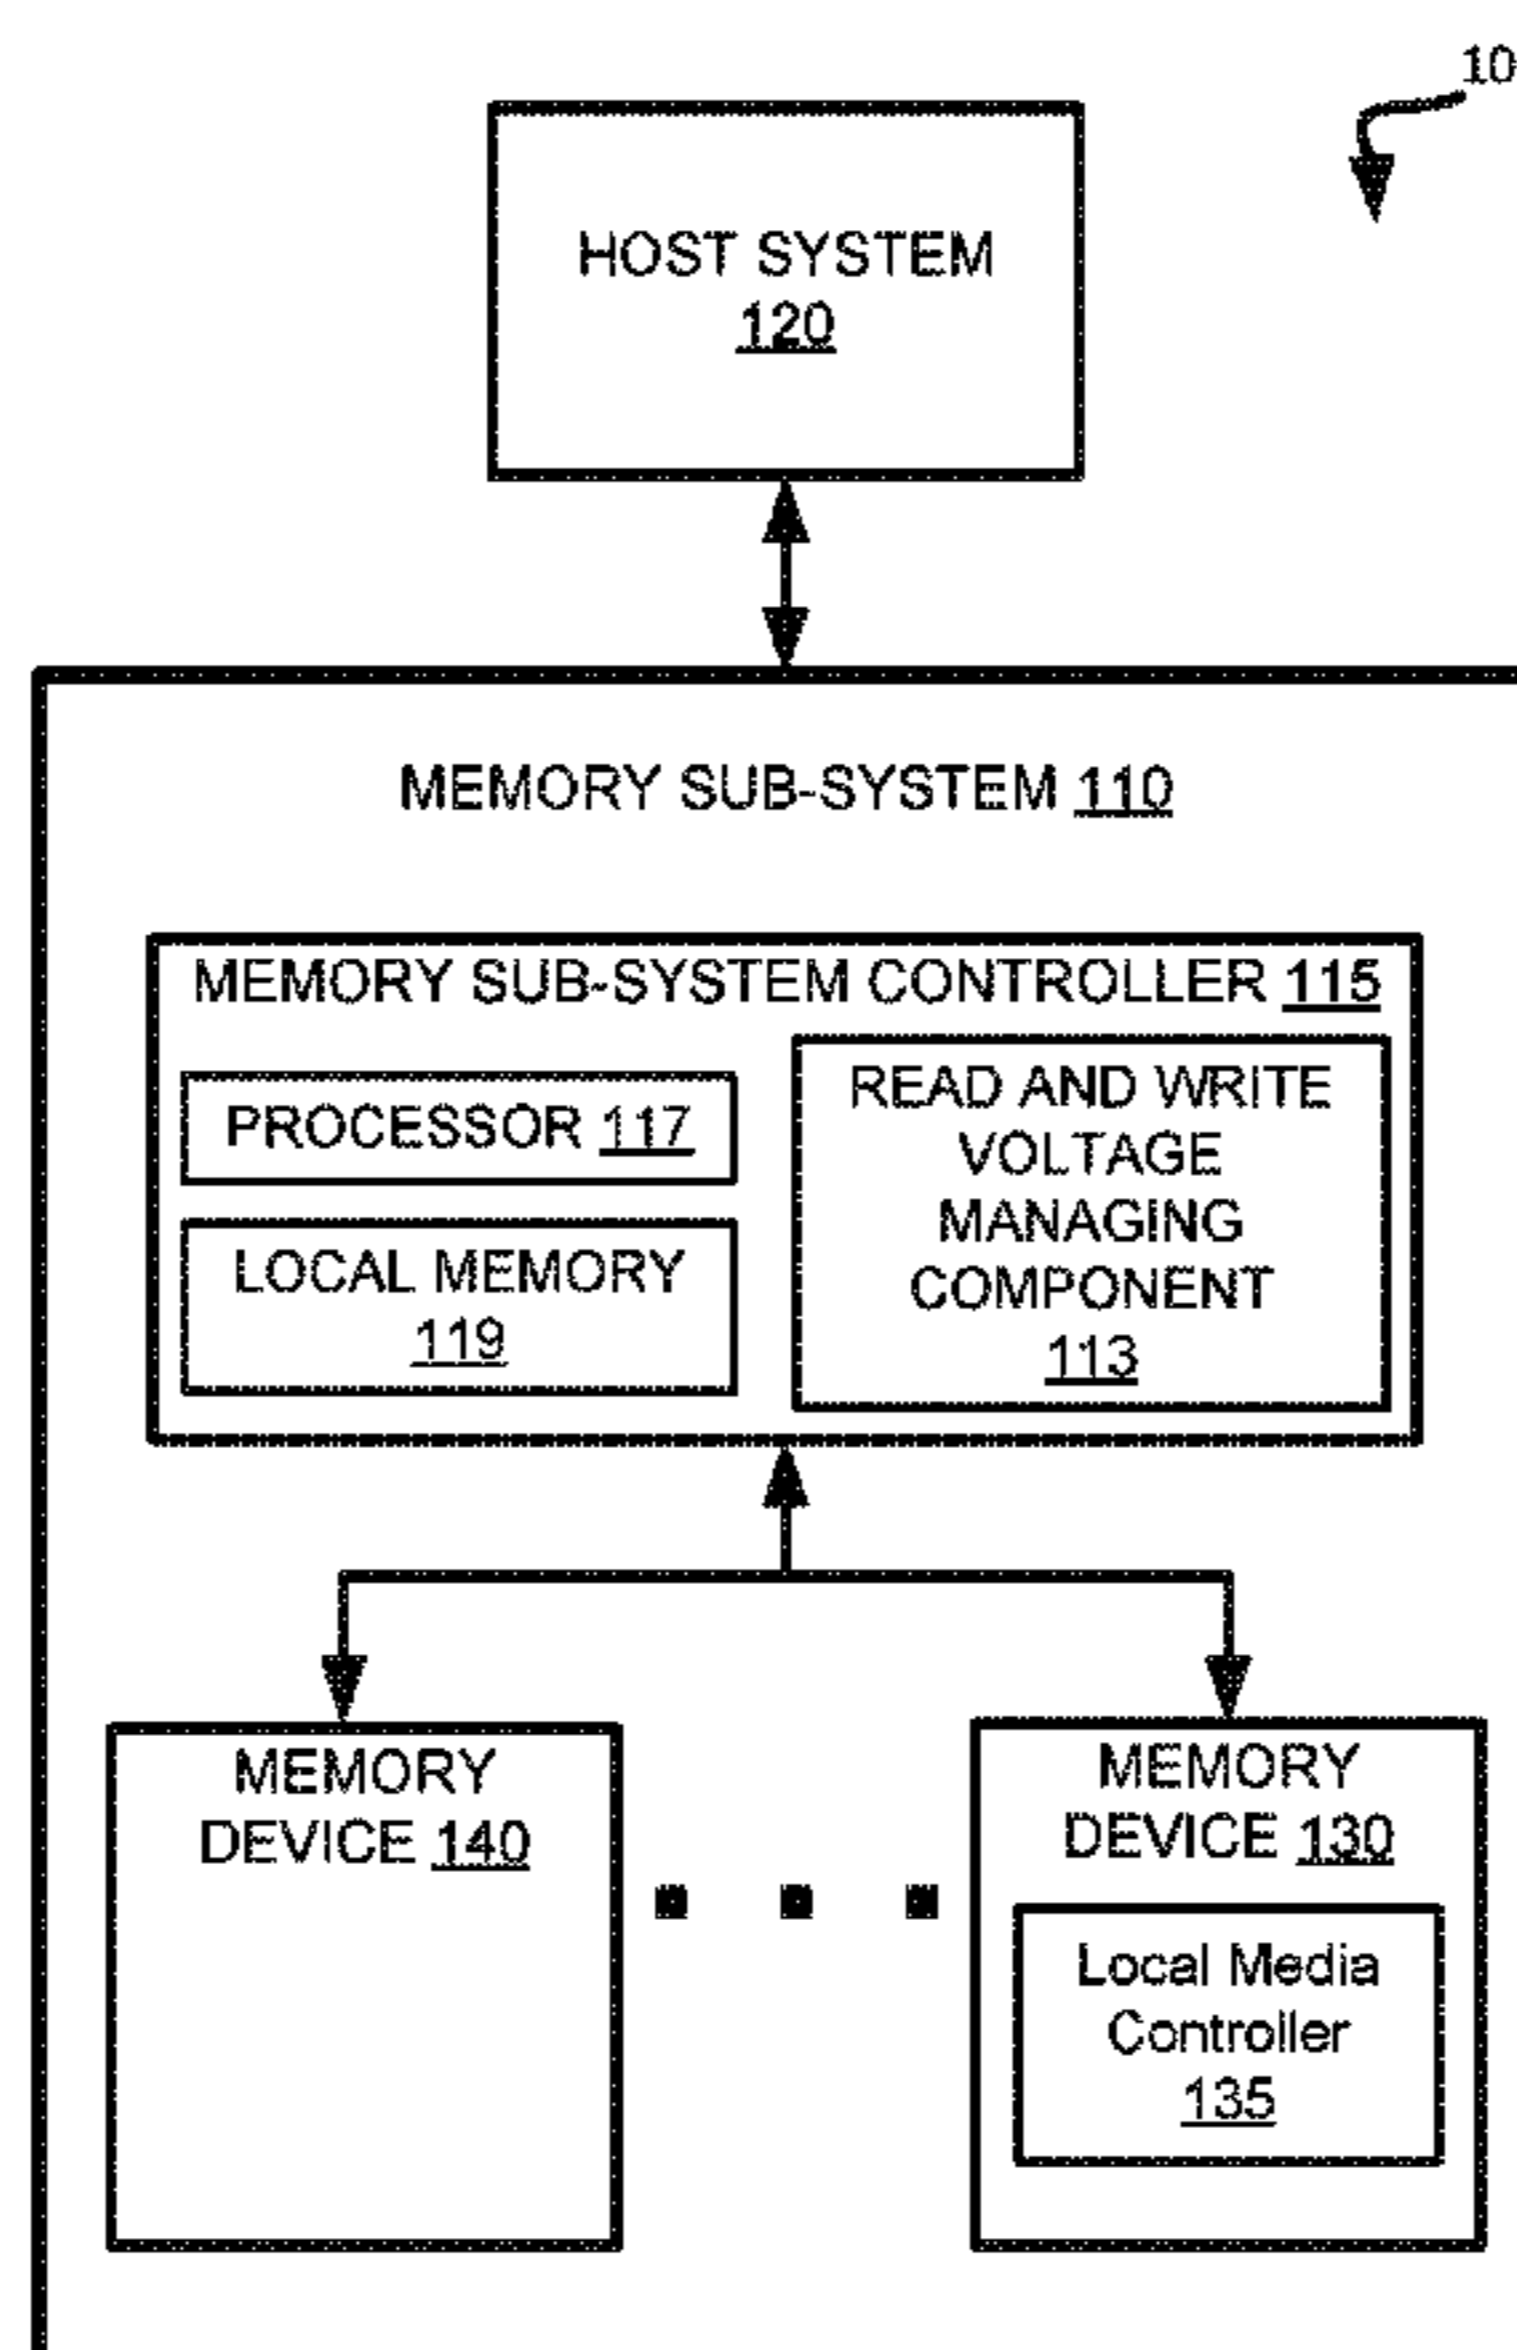 10
HOST SYSTEM
120
MEMORY SUB-SYSTEM 110
MEMORY SUB-SYSTEM CONTROLLER 115
PROCESSOR 117
LOCAL MEMORY
119
READ AND WRITE
VOLTAGE
MANAGING
COMPONENT
113
MEMORY
DEVICE 140
MEMORY
DEVICE 130
Local Media
Controller
135